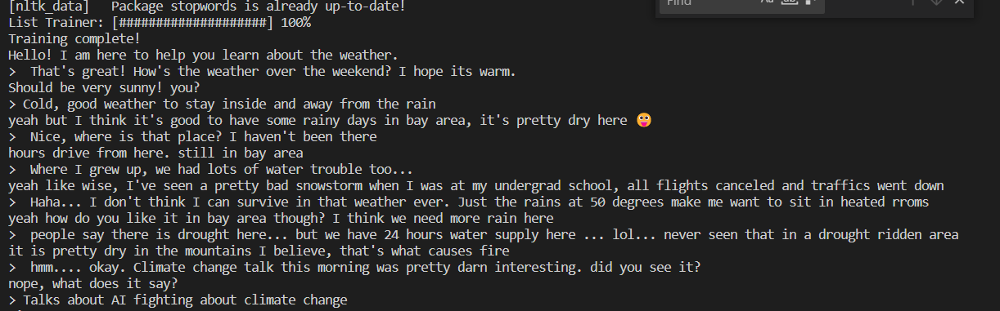 Find
[nltk_data]   Package stopwords is already up-to-date!
List Trainer: [####################] 100%
Training complete!
Hello! I am here to help you learn about the weather.
>  That's great! How's the weather over the weekend? I hope its warm.
Should be very sunny! you?
> Cold, good weather to stay inside and away from the rain
yeah but I think it's good to have some rainy days in bay area, it's pretty dry here 😛
>  Nice, where is that place? I haven't been there
hours drive from here. still in bay area
>  Where I grew up, we had lots of water trouble too...
yeah like wise, I've seen a pretty bad snowstorm when I was at my undergrad school, all flights canceled and traffics went down
>  Haha... I don't think I can survive in that weather ever. Just the rains at 50 degrees make me want to sit in heated rroms
yeah how do you like it in bay area though? I think we need more rain here
>  people say there is drought here... but we have 24 hours water supply here ... lol... never seen that in a drought ridden area
it is pretty dry in the mountains I believe, that's what causes fire
>  hmm.... okay. Climate change talk this morning was pretty darn interesting. did you see it?
nope, what does it say?
> Talks about AI fighting about climate change